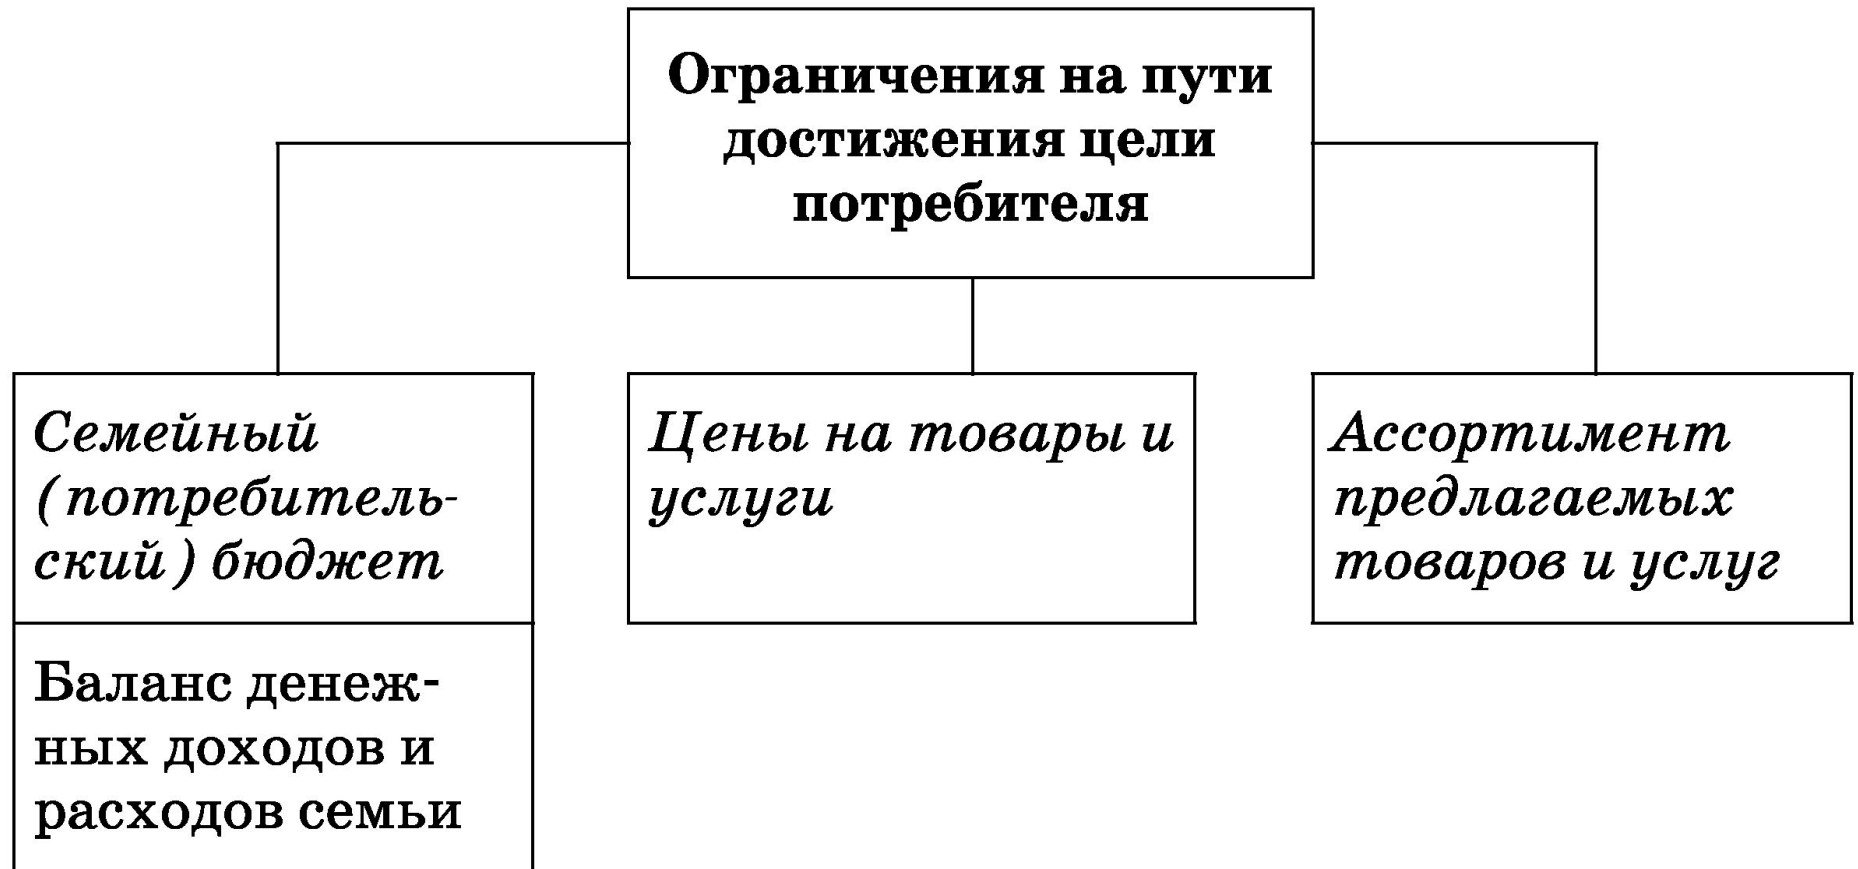 Ограничения на пути
достижения цели
потребителя
Семейный
(потребитель-
ский) бюджет
Баланс денеж-
ных доходов и
расходов семьи
Цены на товары и
услуги
Ассортимент
предлагаемых
товаров и услуг